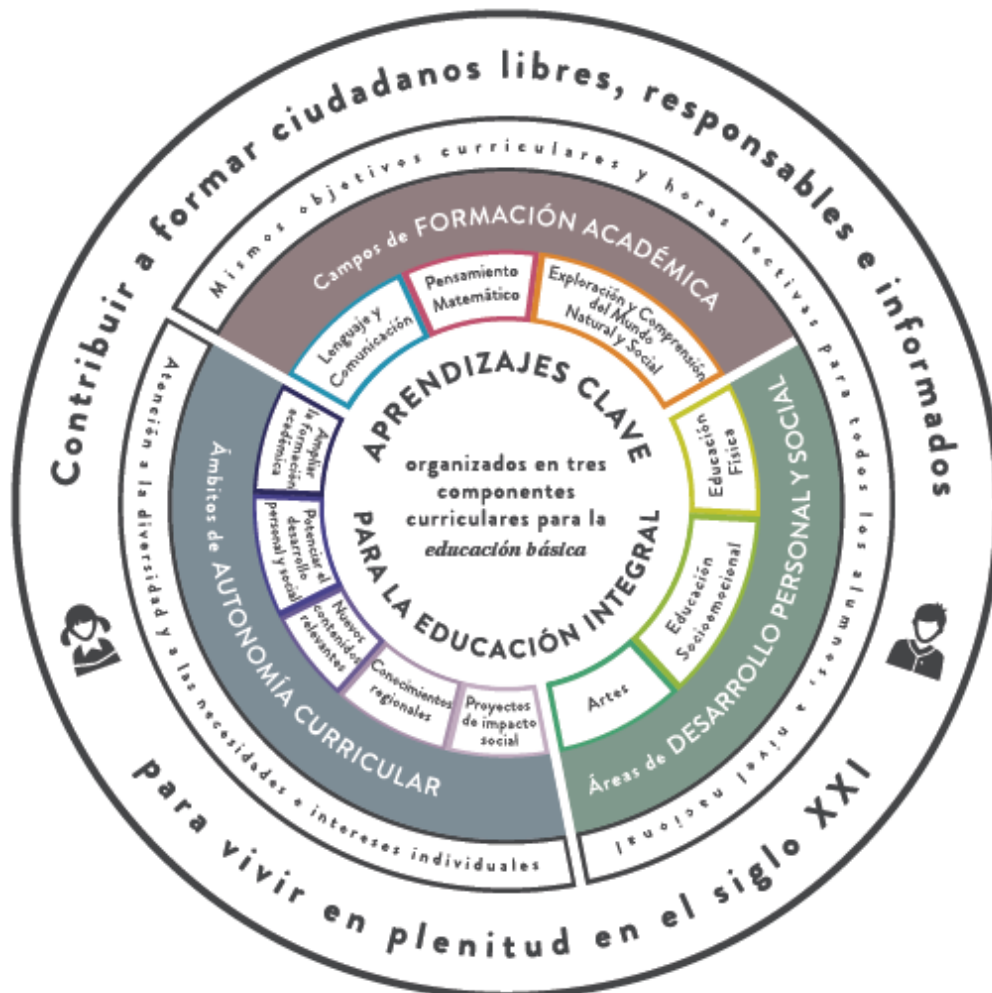 Contribuir a formar ciudadanos libres, responsables e informados
para vivir en plenitud en el siglo XXI
Mismos objetivos curriculares y horas lectivas para todos los alumnos, a nivel nacional
Atención a la diversidad y a las necesidades e intereses individuales
Campos de FORMACIÓN ACADÉMICA
Lenguaje y
Comunicación
Pensamiento
Matemático
Exploración y Comprensión
del Mundo
Natural y Social
Áreas de DESARROLLO PERSONAL Y SOCIAL
Educación
Física
Educación
Socioemocional
Artes
Ámbitos de AUTONOMÍA CURRICULAR
Ampliar
la formación
académica
Potenciar el
desarrollo
personal y social
Nuevos
contenidos
relevantes
Conocimientos
regionales
Proyectos
de impacto
social
APRENDIZAJES CLAVE
organizados en tres
componentes
curriculares para la
educación básica
PARA LA EDUCACIÓN INTEGRAL